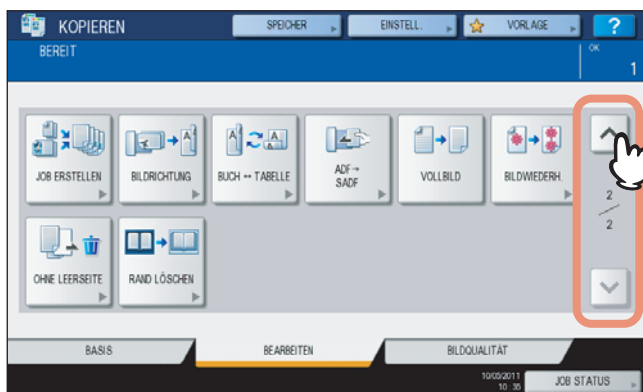 KOPIEREN
SPEICHER
EINSTELL.
VORLAGE
?
BEREIT
OK
1
JOB ERSTELLEN
BILDRICHTUNG
BUCH ↔ TABELLE
ADF→
SADF
VOLLBILD
BILDWIEDERH.
2
2
OHNE LEERSEITE
RAND LÖSCHEN
BASIS
BEARBEITEN
BILDQUALITÄT
10/05/2011
10:35
JOB STATUS